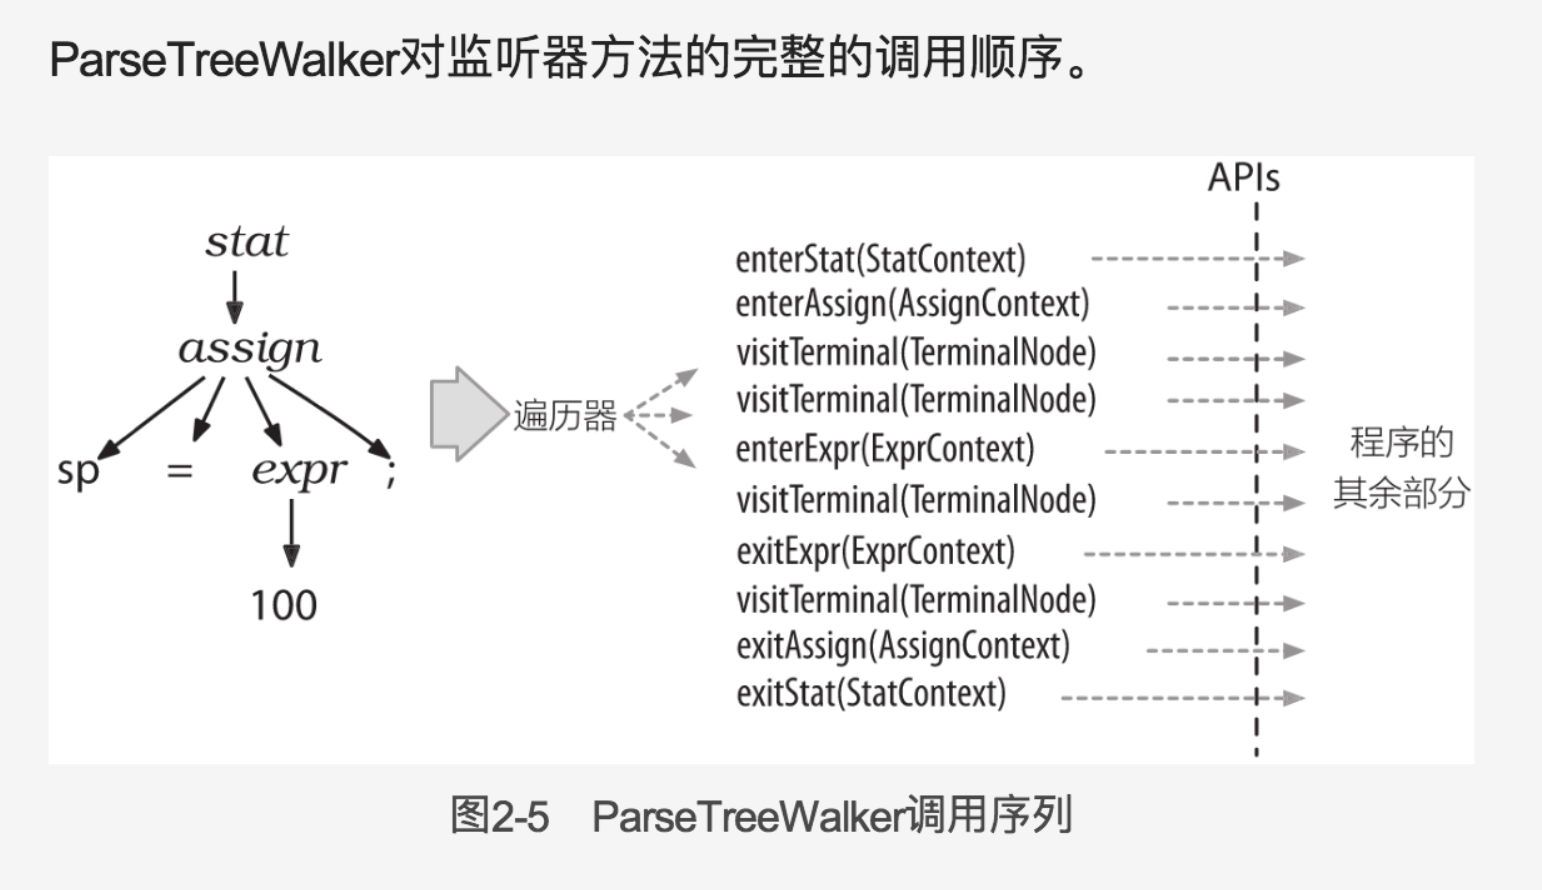 ParseTreeWalker对监听器方法的完整的调用顺序。
APIs
stat
assign
sp = expr ;
100
遍历器
enterStat(StatContext)
enterAssign(AssignContext)
visitTerminal(TerminalNode)
visitTerminal(TerminalNode)
enterExpr(ExprContext)
visitTerminal(TerminalNode)
exitExpr(ExprContext)
visitTerminal(TerminalNode)
exitAssign(AssignContext)
exitStat(StatContext)
程序的
其余部分
图2-5 ParseTreeWalker调用序列